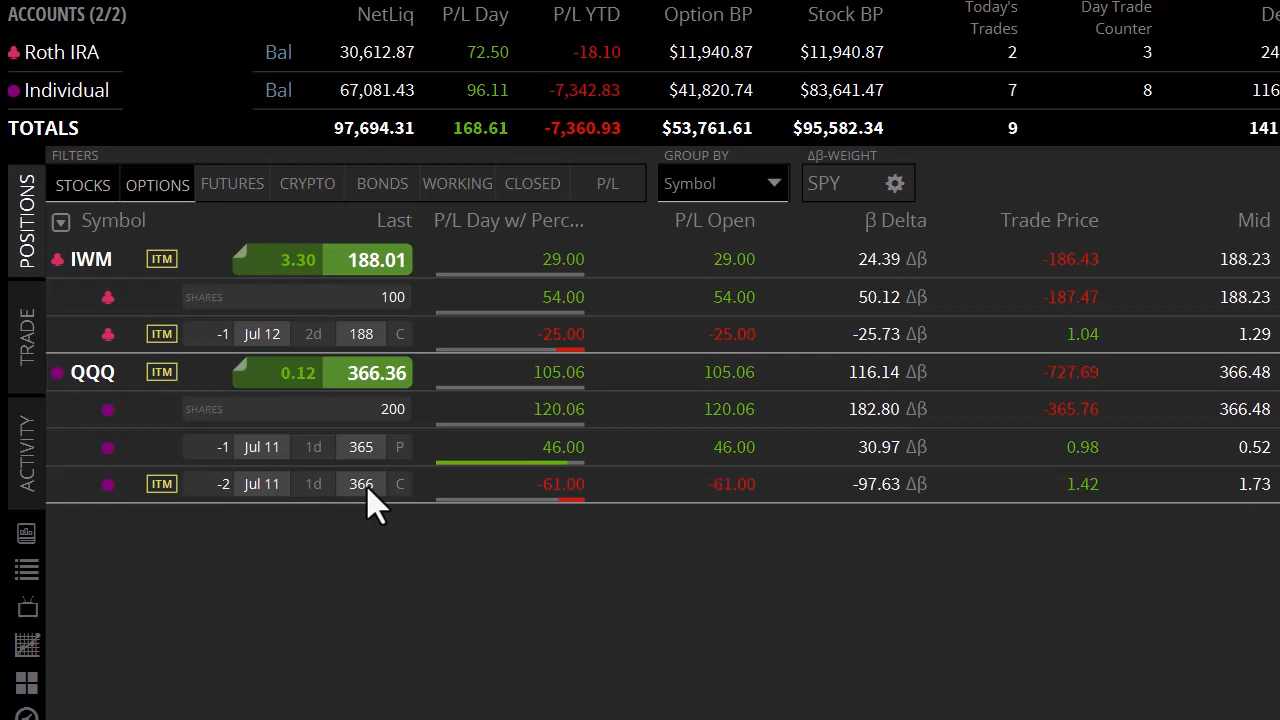 ACCOUNTS (2/2) NetLiq P/L Day P/L YTD Option BP Stock BP Today's Trades Day Trade Counter De
Roth IRA Bal 30,612.87 72.50 -18.10 $11,940.87 $11,940.87 2 3 24
Individual Bal 67,081.43 96.11 -7,342.83 $41,820.74 $83,641.47 7 8 116
TOTALS 97,694.31 168.61 -7,360.93 $53,761.61 $95,582.34 9 141
FILTERS GROUP BY Δβ-WEIGHT
STOCKS OPTIONS FUTURES CRYPTO BONDS WORKING CLOSED P/L Symbol SPY
POSITIONS
TRADE
ACTIVITY
Symbol Last P/L Day w/ Perc... P/L Open β Delta Trade Price Mid
IWM ITM 3.30 188.01 29.00 29.00 24.39 Δβ -186.43 188.23
SHARES 100 54.00 54.00 50.12 Δβ -187.47 188.23
ITM -1 Jul 12 2d 188 C -25.00 -25.00 -25.73 Δβ 1.04 1.29
QQQ ITM 0.12 366.36 105.06 105.06 116.14 Δβ -727.69 366.48
SHARES 200 120.06 120.06 182.80 Δβ -365.76 366.48
-1 Jul 11 1d 365 P 46.00 46.00 30.97 Δβ 0.98 0.52
ITM -2 Jul 11 1d 366 C -61.00 -61.00 -97.63 Δβ 1.42 1.73